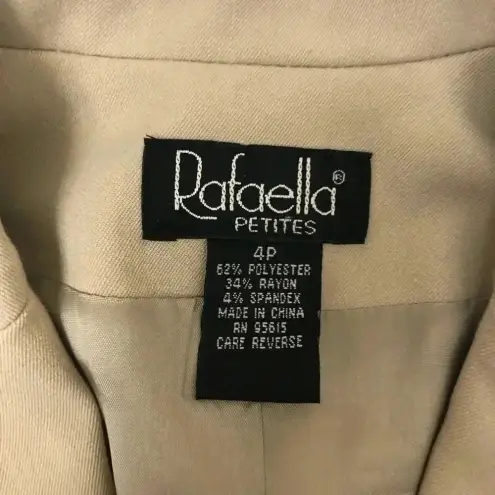 Rafaella®
PETITES
4P
62% POLYESTER
34% RAYON
4% SPANDEX
MADE IN CHINA
RN 95615
CARE REVERSE